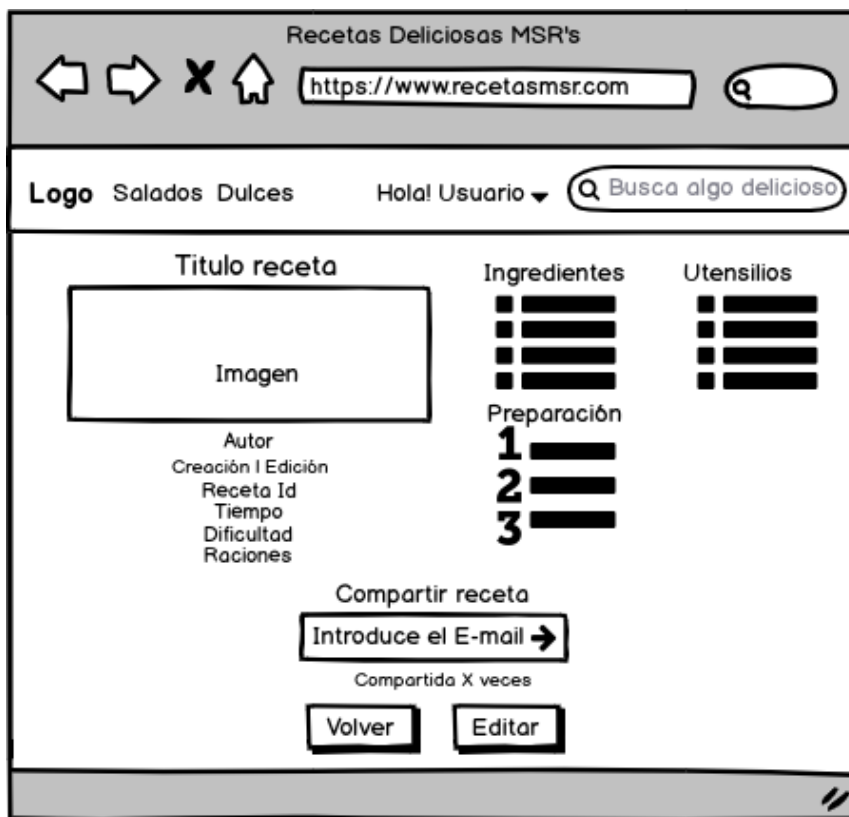 Recetas Deliciosas MSR's
https://www.recetasmsr.com
Logo Salados Dulces Hola! Usuario Busca algo delicioso
Titulo receta
Imagen
Autor
Creación | Edición
Receta Id
Tiempo
Dificultad
Raciones
Ingredientes
Utensilios
Preparación
1
2
3
Compartir receta
Introduce el E-mail
Compartida X veces
Volver Editar